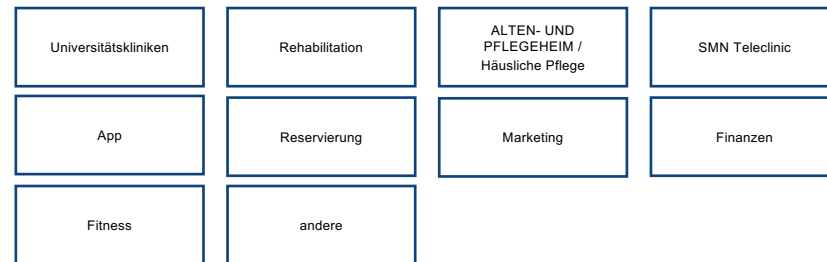 Universitätskliniken
Rehabilitation
ALTEN- UND
PFLEGEHEIM /
Häusliche Pflege
SMN Teleclinic
App
Reservierung
Marketing
Finanzen
Fitness
andere